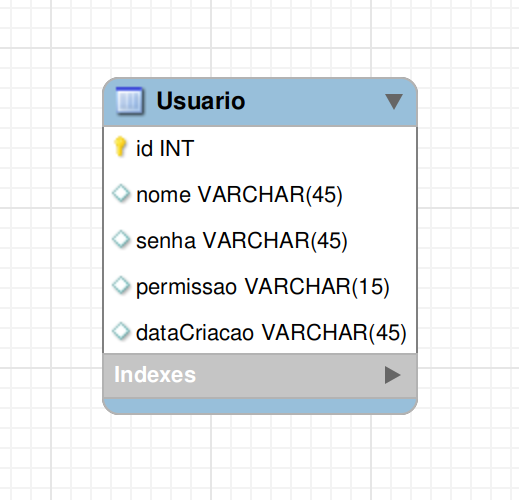 Usuario
id INT
nome VARCHAR(45)
senha VARCHAR(45)
permissao VARCHAR(15)
dataCriacao VARCHAR(45)
Indexes